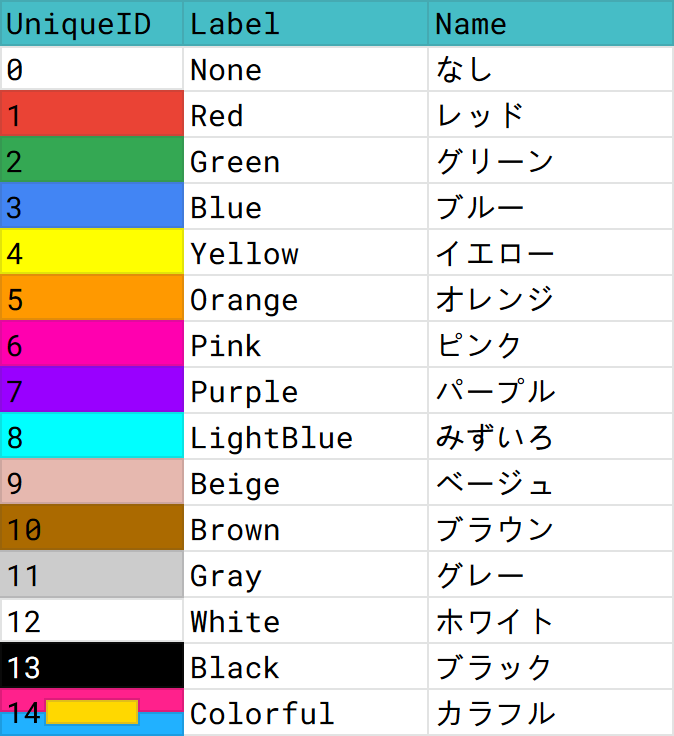 UniqueID Label Name
0 None なし
1 Red レッド
2 Green グリーン
3 Blue ブルー
4 Yellow イエロー
5 Orange オレンジ
6 Pink ピンク
7 Purple パープル
8 LightBlue みずいろ
9 Beige ベージュ
10 Brown ブラウン
11 Gray グレー
12 White ホワイト
13 Black ブラック
14 Colorful カラフル